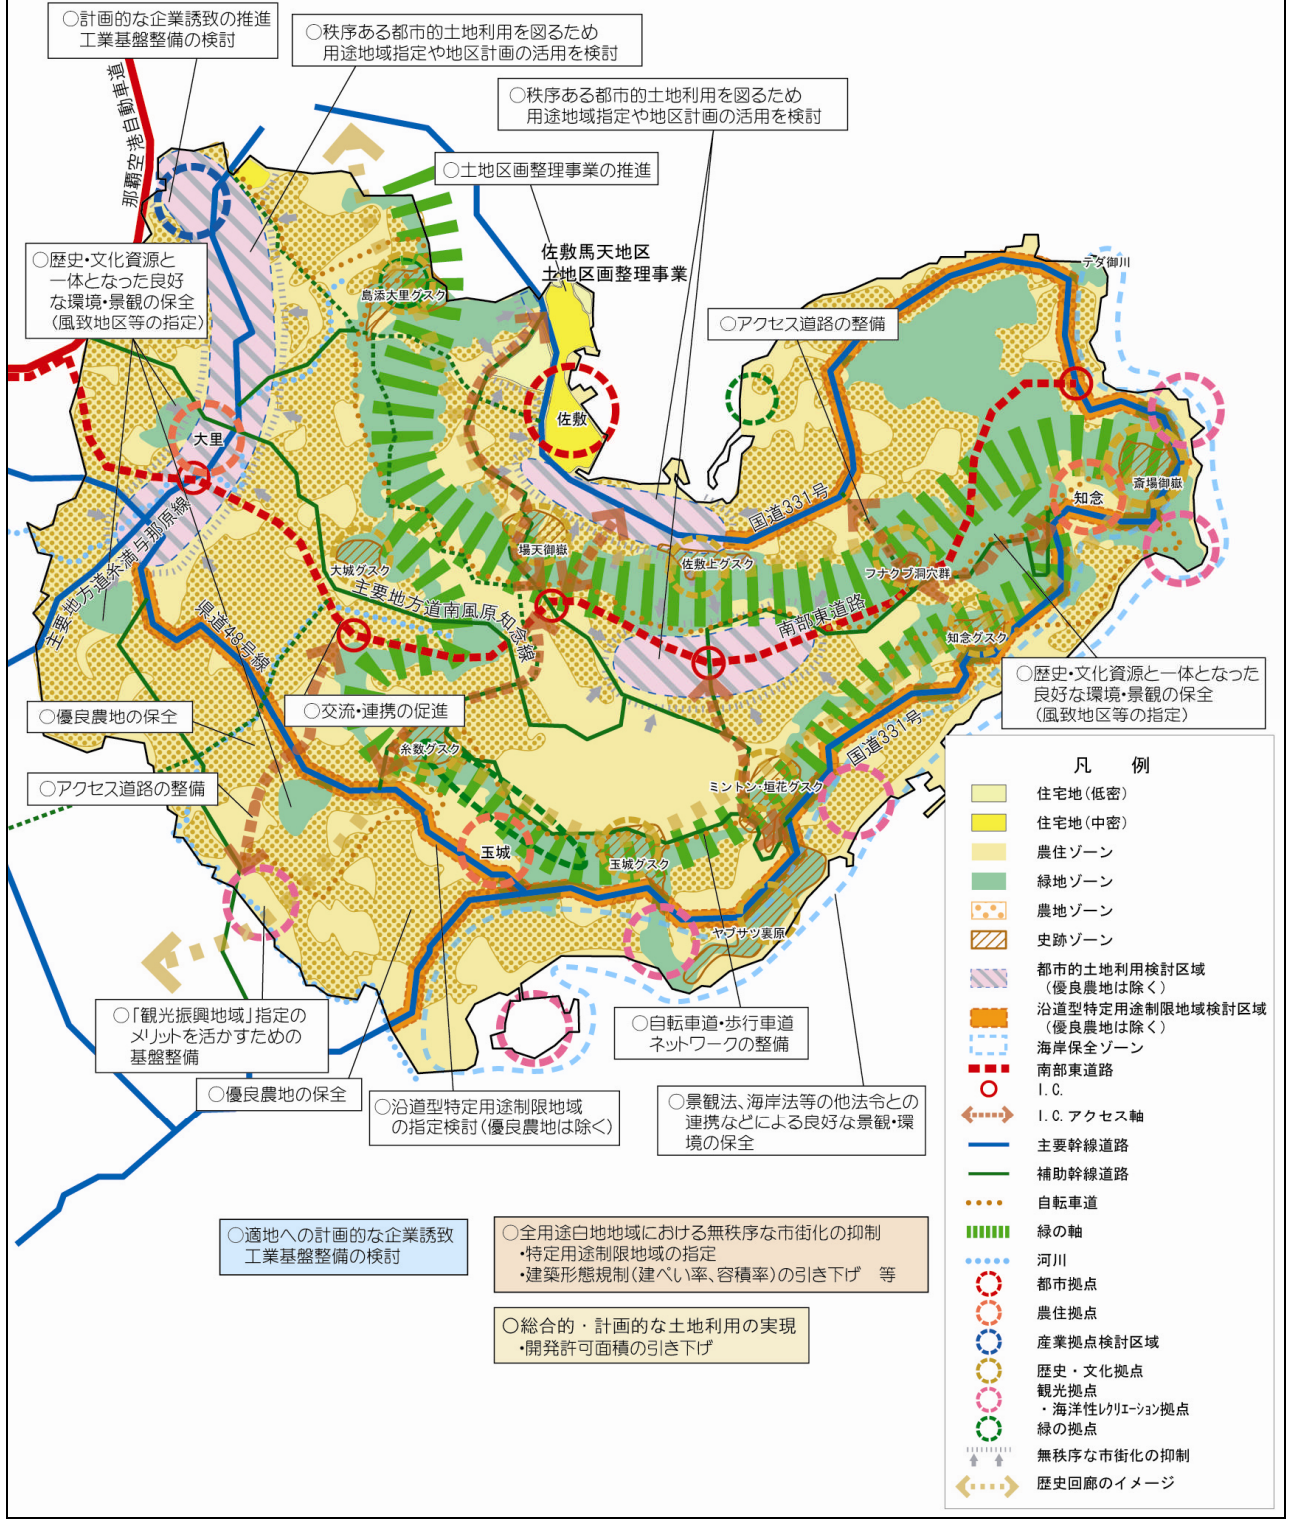 ○計画的な企業誘致の推進
工業基盤整備の検討
○秩序ある都市的土地利用を図るため
用途地域指定や地区計画の活用を検討
○秩序ある都市的土地利用を図るため
用途地域指定や地区計画の活用を検討
那覇空港自動車道
○土地区画整理事業の推進
佐敷馬天地区
土地区画整理事業
○歴史・文化資源と
一体となった良好
な環境・景観の保全
(風致地区等の指定)
島添大里グスク
テダ御川
○アクセス道路の整備
佐敷
大里
知念
斎場御嶽
国道331号
主要地方道糸満与那原線
場天御嶽
佐敷上グスク
大城グスク
フナクブ洞穴群
主要地方道南風原知念線
県道48号線
南部東道路
知念グスク
○歴史・文化資源と一体となった
良好な環境・景観の保全
(風致地区等の指定)
○優良農地の保全
○交流・連携の促進
国道331号
糸数グスク
○アクセス道路の整備
ミントン・垣花グスク
玉城
玉城グスク
ヤブサツ裏原
○「観光振興地域」指定の
メリットを活かすための
基盤整備
○自転車道・歩行車道
ネットワークの整備
○優良農地の保全
○沿道型特定用途制限地域
の指定検討(優良農地は除く)
○景観法、海岸法等の他法令との
連携などによる良好な景観・環
境の保全
○適地への計画的な企業誘致
工業基盤整備の検討
○全用途白地地域における無秩序な市街化の抑制
・特定用途制限地域の指定
・建築形態規制(建ぺい率、容積率)の引き下げ 等
○総合的・計画的な土地利用の実現
・開発許可面積の引き下げ
凡 例
住宅地(低密)
住宅地(中密)
農住ゾーン
緑地ゾーン
農地ゾーン
史跡ゾーン
都市的土地利用検討区域
(優良農地は除く)
沿道型特定用途制限地域検討区域
(優良農地は除く)
海岸保全ゾーン
南部東道路
I.C.
I.C.アクセス軸
主要幹線道路
補助幹線道路
自転車道
緑の軸
河川
都市拠点
農住拠点
産業拠点検討区域
歴史・文化拠点
観光拠点
・海洋性レクリエーション拠点
緑の拠点
無秩序な市街化の抑制
歴史回廊のイメージ